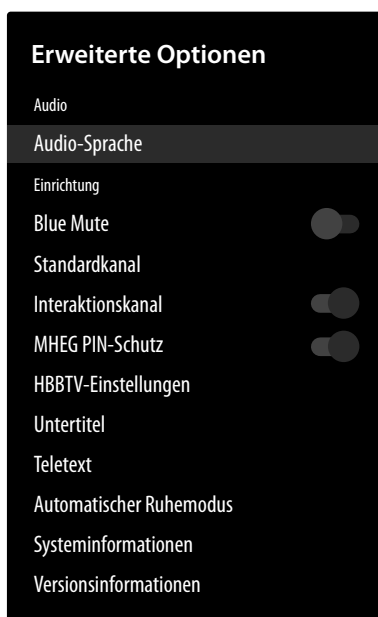 Erweiterte Optionen
Audio
Audio-Sprache
Einrichtung
Blue Mute
Standardkanal
Interaktionskanal
MHEG PIN-Schutz
HBBTV-Einstellungen
Untertitel
Teletext
Automatischer Ruhemodus
Systeminformationen
Versionsinformationen